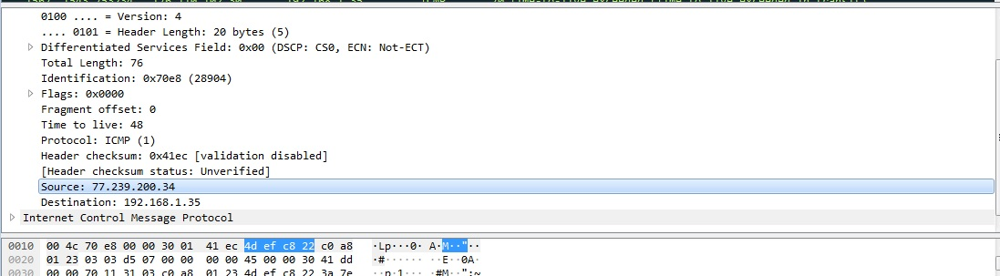 0100 .... = Version: 4
.... 0101 = Header Length: 20 bytes (5)
Differentiated Services Field: 0x00 (DSCP: CS0, ECN: Not-ECT)
Total Length: 76
Identification: 0x70e8 (28904)
Flags: 0x0000
Fragment offset: 0
Time to live: 48
Protocol: ICMP (1)
Header checksum: 0x41ec [validation disabled]
[Header checksum status: Unverified]
Source: 77.239.200.34
Destination: 192.168.1.35
Internet Control Message Protocol
0010 00 4c 70 e8 00 00 30 01 41 ec 4d ef c8 22 c0 a8 ·Lp···0· A·M··"··
0020 01 23 03 03 d5 07 00 00 00 00 45 00 00 30 41 dd ·#······ ··E··0A·
0030 00 00 70 11 31 03 c0 a8 01 23 4d ef c8 22 3a 7e ··p·1··· ·#M··":~